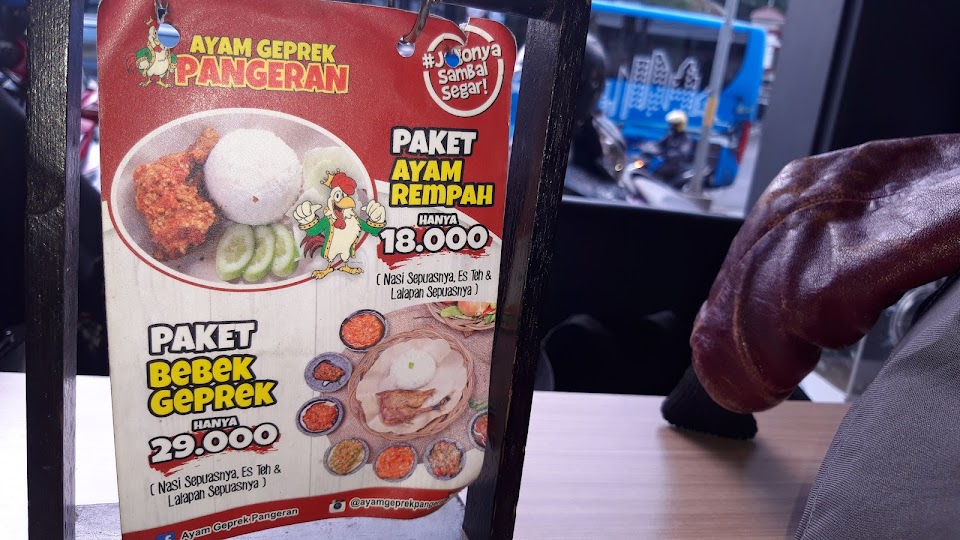 AYAM GEPREK
PANGERAN
#J
Sambal
Segar!
PAKET
AYAM
REMPAH
HANYA
18.000
( Nasi Sepuasnya, Es Teh &
Lalapan Sepuasnya )
PAKET
BEBEK
GEPREK
HANYA
29.000
( Nasi Sepuasnya, Es Teh &
Lalapan Sepuasnya )
Ayam Geprek Pangeran